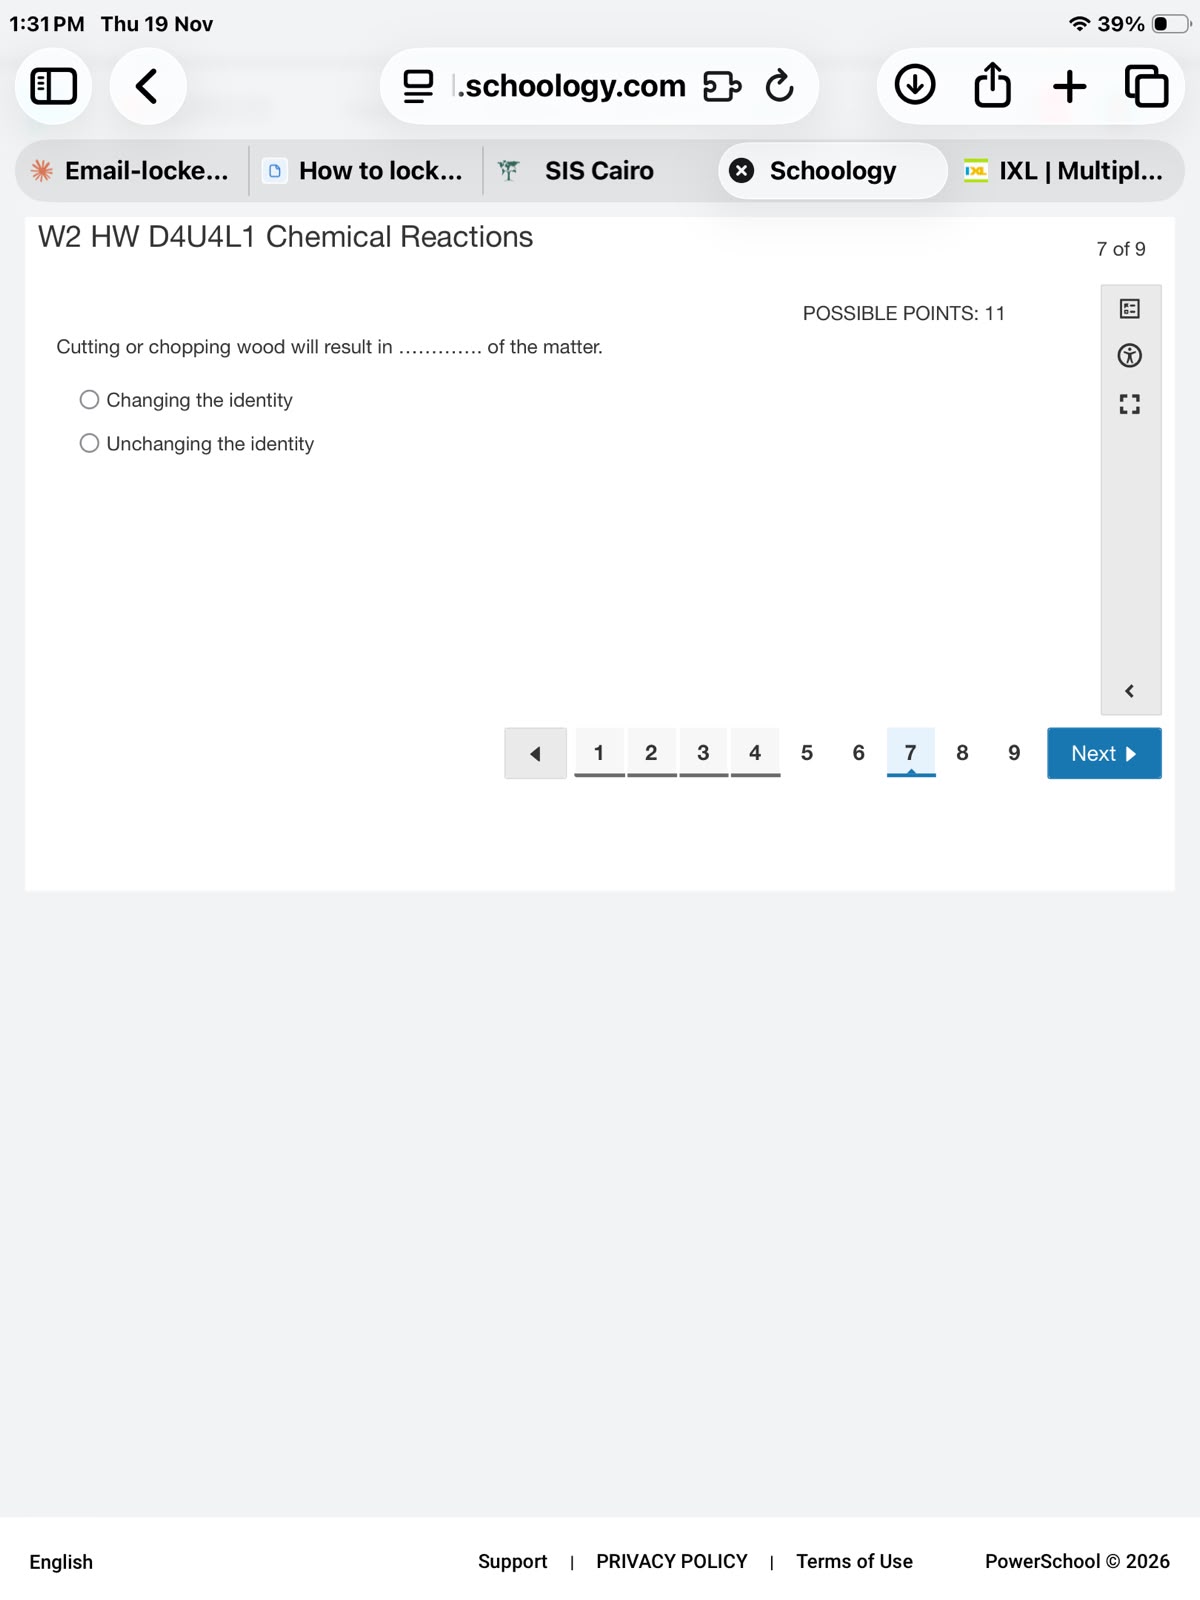 1:31 PM Thu 19 Nov
39%
.schoology.com
Email-locke...
How to lock...
SIS Cairo
Schoology
IXL | Multipl...
W2 HW D4U4L1 Chemical Reactions
7 of 9
POSSIBLE POINTS: 11
Cutting or chopping wood will result in ............. of the matter.
Changing the identity
Unchanging the identity
1 2 3 4 5 6 7 8 9 Next
English
Support | PRIVACY POLICY | Terms of Use
PowerSchool © 2026